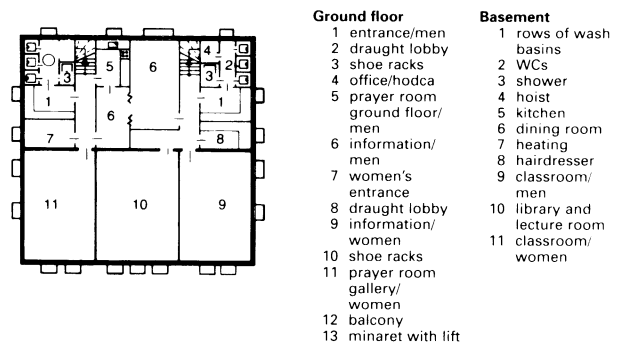 4
3 5 6 3 2
1 6 1
7 8
11 10 9
Ground floor
1 entrance/men
2 draught lobby
3 shoe racks
4 office/hodca
5 prayer room
ground floor/
men
6 information/
men
7 women's
entrance
8 draught lobby
9 information/
women
10 shoe racks
11 prayer room
gallery/
women
12 balcony
13 minaret with lift
Basement
1 rows of wash
basins
2 WCs
3 shower
4 hoist
5 kitchen
6 dining room
7 heating
8 hairdresser
9 classroom/
men
10 library and
lecture room
11 classroom/
women